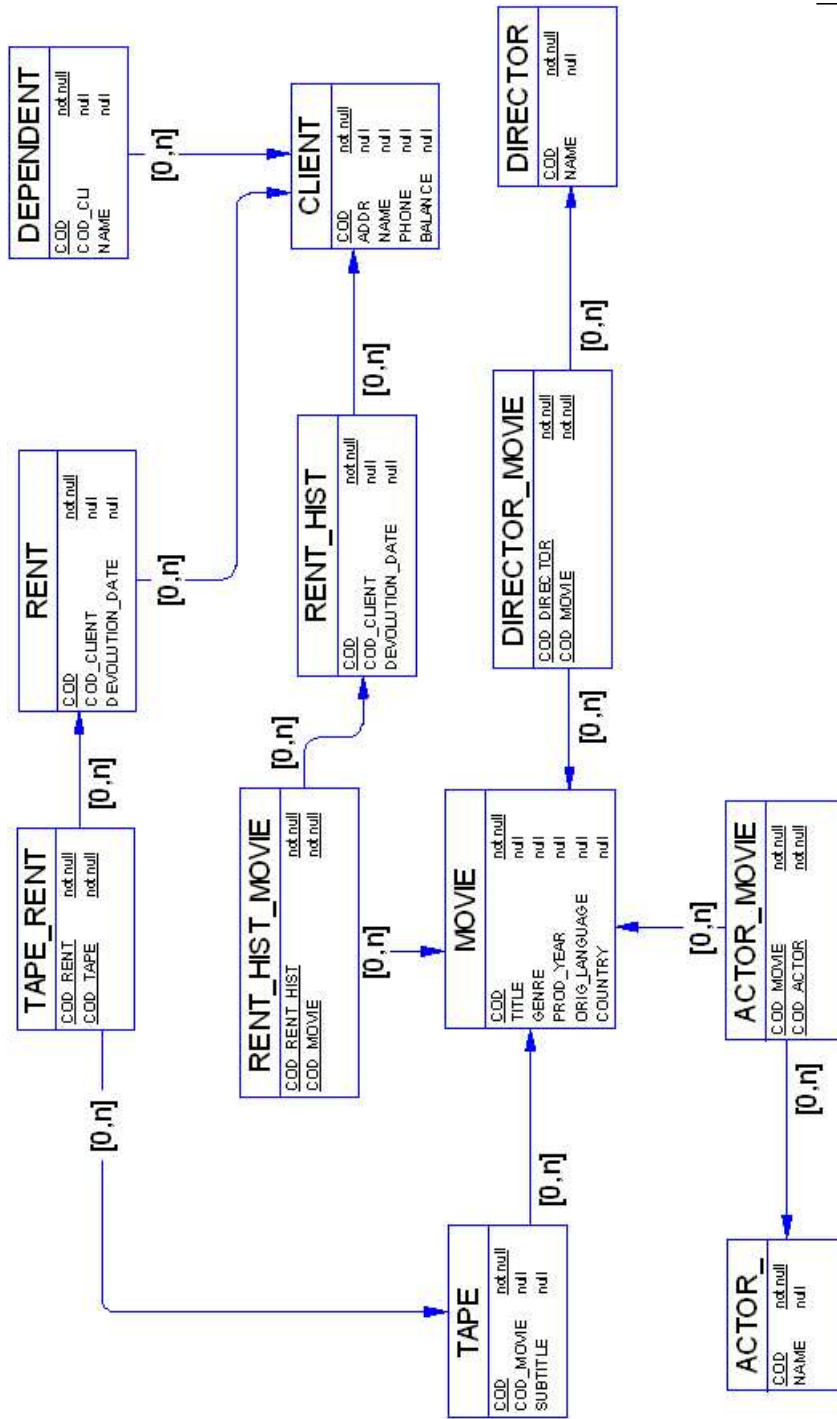 TAPE_RENT
COD_RENT not null
COD_TAPE not null
[0,n]
[0,n]
RENT
COD not null
COD_CLIENT null
DEVOLUTION_DATE null
[0,n]
DEPENDENT
COD not null
COD_CLI null
NAME null
[0,n]
RENT_HIST_MOVIE
COD_RENT_HIST not null
COD_MOVIE not null
[0,n]
[0,n]
RENT_HIST
COD not null
COD_CLIENT null
DEVOLUTION_DATE null
[0,n]
CLIENT
COD not null
ADDR null
NAME null
PHONE null
BALANCE null
TAPE
COD not null
COD_MOVIE null
SUBTITLE null
[0,n]
MOVIE
COD not null
TITLE null
GENRE null
PROD_YEAR null
ORIG_LANGUAGE null
COUNTRY null
[0,n]
DIRECTOR_MOVIE
COD_DIRECTOR not null
COD_MOVIE not null
[0,n]
DIRECTOR
COD not null
NAME null
ACTOR_
COD not null
NAME null
[0,n]
ACTOR_MOVIE
COD_MOVIE not null
COD_ACTOR not null
[0,n]